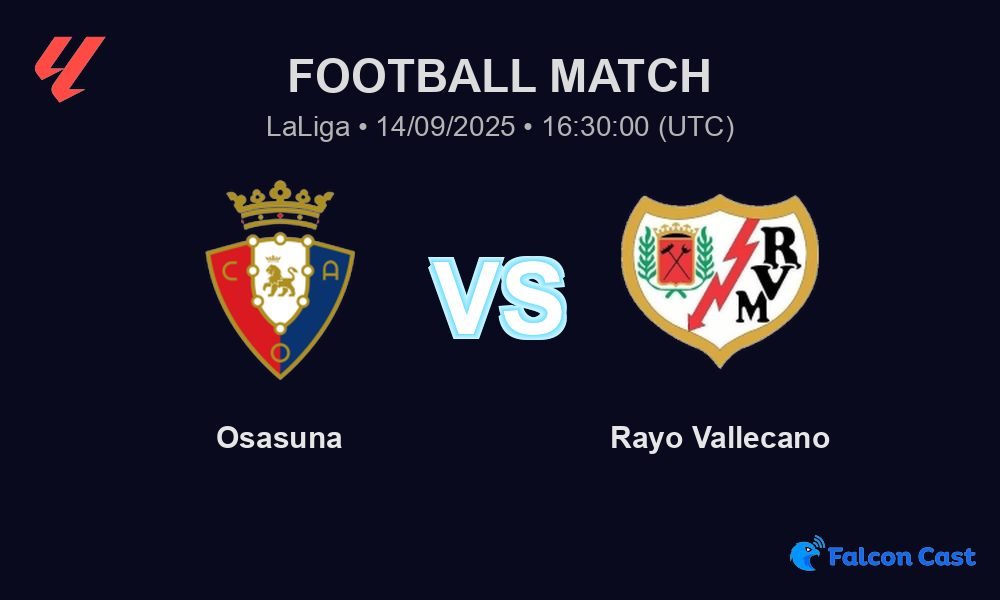 FOOTBALL MATCH
LaLiga • 14/09/2025 • 16:30:00 (UTC)
C A
O
R
V
M
VS
Osasuna
Rayo Vallecano
Falcon Cast